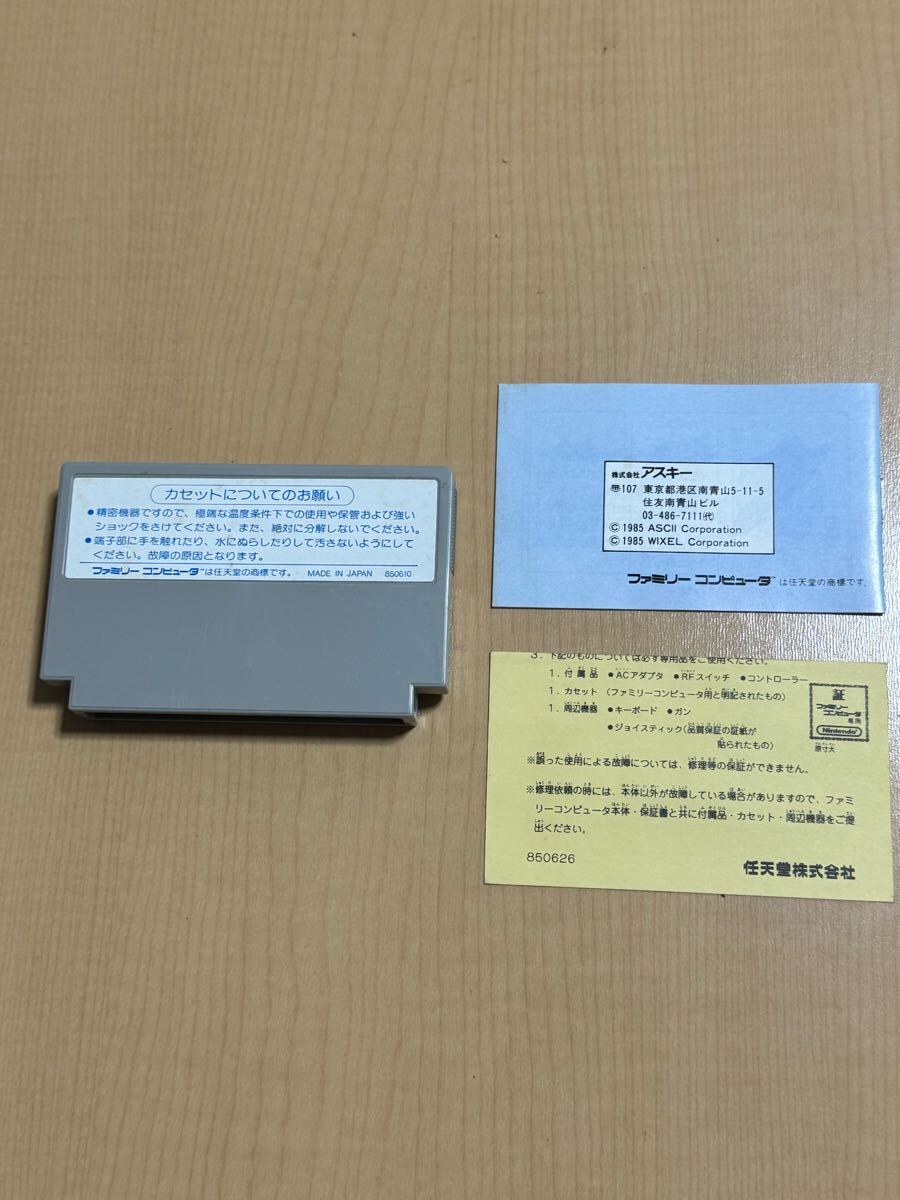 カセットについてのお願い
●精密機器ですので、極端な温度条件下での使用や保管および強い
ショックをさけてください。また、絶対に分解しないでください。
●端子部に手を触れたり、水にぬらしたりして汚さないようにして
ください。故障の原因となります。
ファミリー コンピュータ™は任天堂の商標です。 MADE IN JAPAN 850610
株式会社アスキー
〒107 東京都港区南青山5-11-5
住友南青山ビル
03-486-7111㈹
©1985 ASCII Corporation
©1985 WIXEL Corporation
ファミリー コンピュータ™は任天堂の商標です。
3. 下記のものについては必ず専用品をご使用ください。
1. 付属品 ●ACアダプタ ●RFスイッチ ●コントローラー
1. カセット (ファミリーコンピュータ用と明記されたもの)
1. 周辺機器 ●キーボード ●ガン
●ジョイスティック(品質保証の証紙が
貼られたもの)
証
ファミリー
コンピュータ
専用
Nintendo
原寸大
※誤った使用による故障については、修理等の保証ができません。
※修理依頼の時には、本体以外が故障している場合がありますので、ファミ
リーコンピュータ本体・保証書と共に付属品・カセット・周辺機器をご提
出ください。
850626
任天堂株式会社